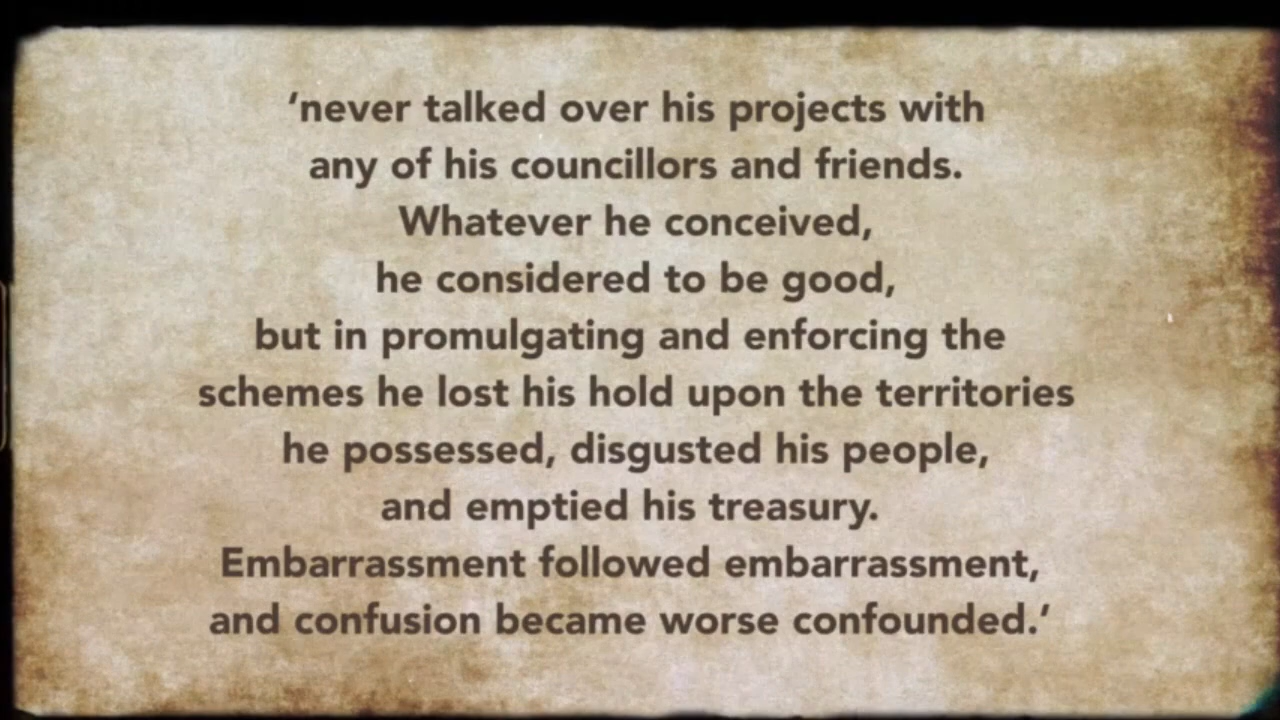 ‘never talked over his projects with
any of his councillors and friends.
Whatever he conceived,
he considered to be good,
but in promulgating and enforcing the
schemes he lost his hold upon the territories
he possessed, disgusted his people,
and emptied his treasury.
Embarrassment followed embarrassment,
and confusion became worse confounded.’